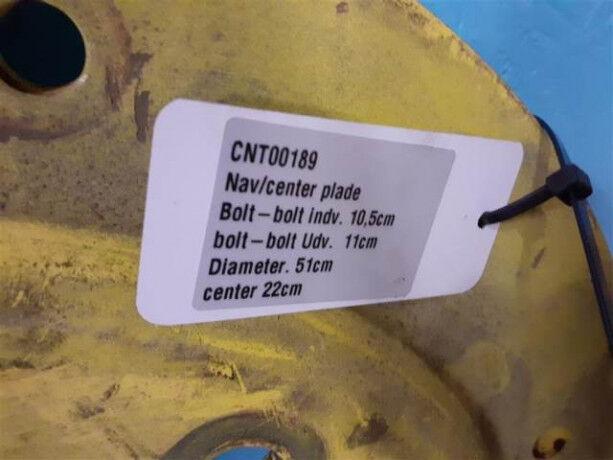 CNT00189
Nav/center plade
Bolt-bolt indv. 10,5cm
bolt-bolt Udv. 11cm
Diameter. 51cm
center 22cm